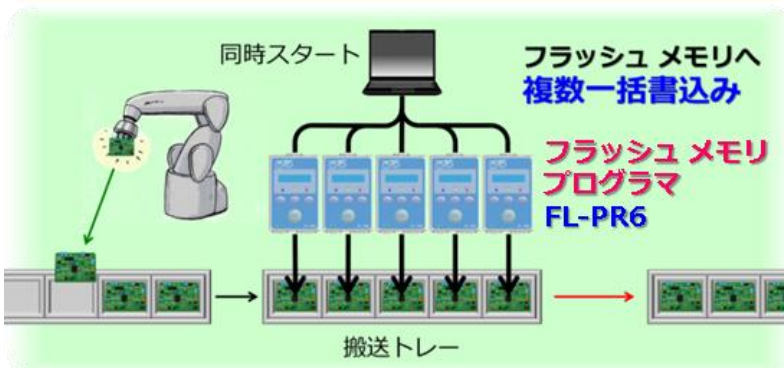 同時スタート
フラッシュ メモリへ
複数一括書込み
フラッシュ メモリ
プログラマ
FL-PR6
搬送トレー